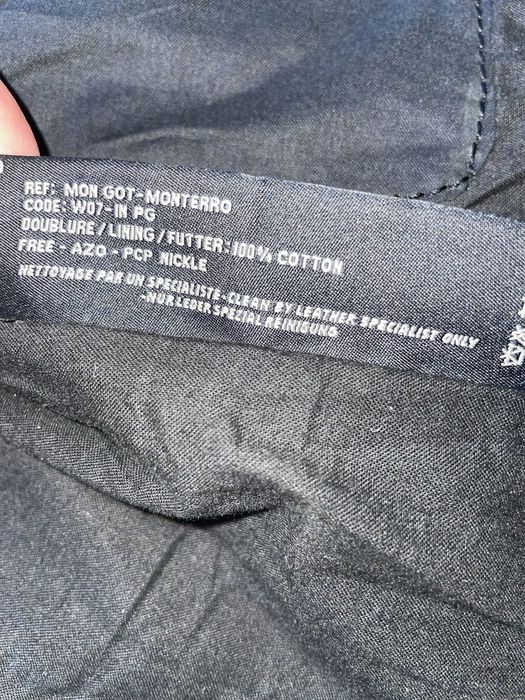 REF: MON GOT-MONTERRO
CODE: W07-IN PG
DOUBLURE / LINING / FUTTER: 100% COTTON
FREE - AZO - PCP NICKLE
NETTOYAGE PAR UN SPECIALISTE-CLEAN BY LEATHER SPECIALIST ONLY
-NUR LEDER SPEZIAL REINIGUNG